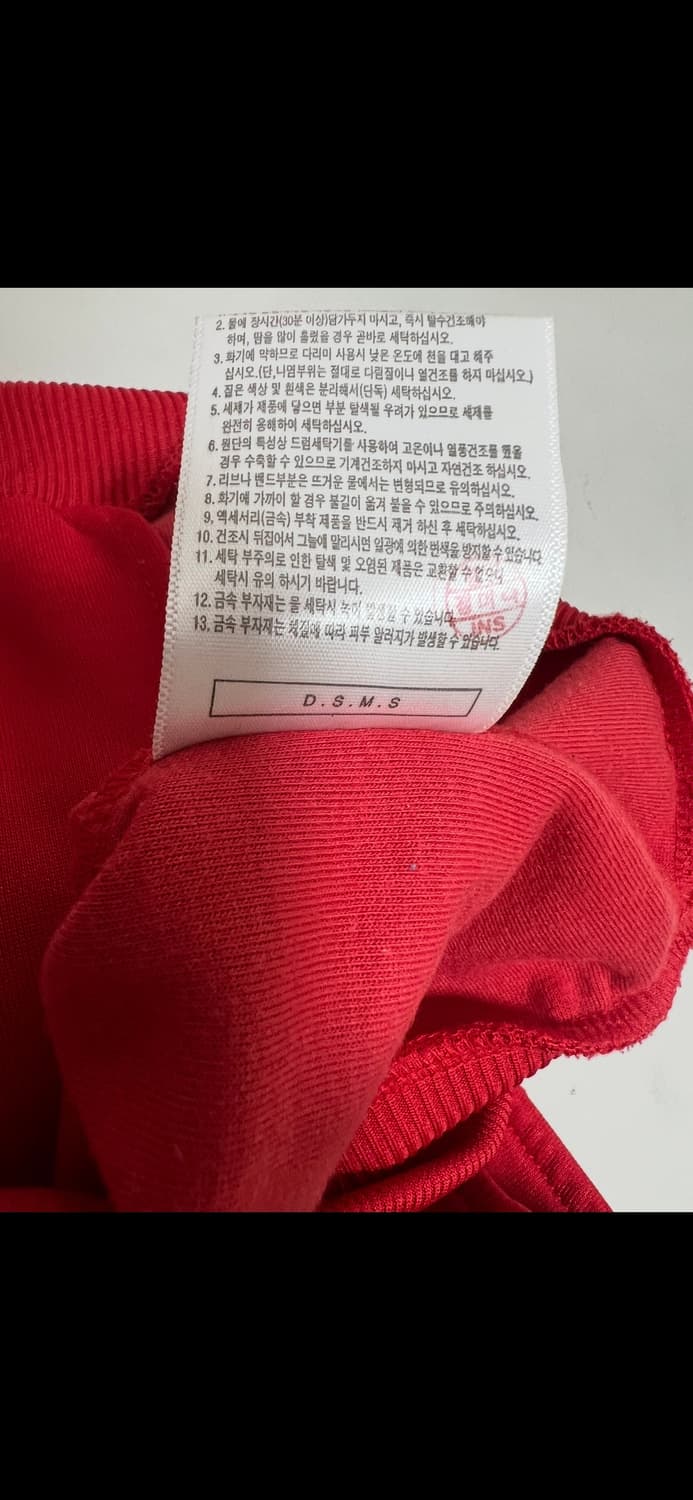 2. 물에 장시간(30분 이상)담가두지 마시고, 즉시 탈수건조해야
하며, 땀을 많이 흘렸을 경우 곧바로 세탁하십시오.
3. 화기에 약하므로 다리미 사용시 낮은 온도에 천을 대고 해주
십시오.(단,나염부위는 절대로 다림질이나 열건조를 하지 마십시오.)
4. 짙은 색상 및 흰색은 분리해서(단독) 세탁하십시오.
5. 세재가 제품에 닿으면 부분 탈색될 우려가 있으므로 세재를
완전히 용해하여 세탁하십시오.
6. 원단의 특성상 드럼세탁기를 사용하여 고온이나 열풍건조를 했을
경우 수축할 수 있으므로 기계건조하지 마시고 자연건조 하십시오.
7. 리브나 밴드부분은 뜨거운 물에서는 변형되므로 유의하십시오.
8. 화기에 가까이 할 경우 불길이 옮겨 붙을 수 있으므로 주의하십시오.
9. 액세서리(금속) 부착 제품을 반드시 제거 하신 후 세탁하십시오.
10. 건조시 뒤집어서 그늘에 말리시면 일광에 의한 변색을 방지할 수 있습니다
11. 세탁 부주의로 인한 탈색 및 오염된 제품은 교환할 수 없으니
세탁시 유의 하시기 바랍니다.
12. 금속 부자재는 물 세탁시 녹이 발생할 수 있습니다.
13. 금속 부자재는 체질에 따라 피부 알러지가 발생할 수 있습니다.
D.S.M.S